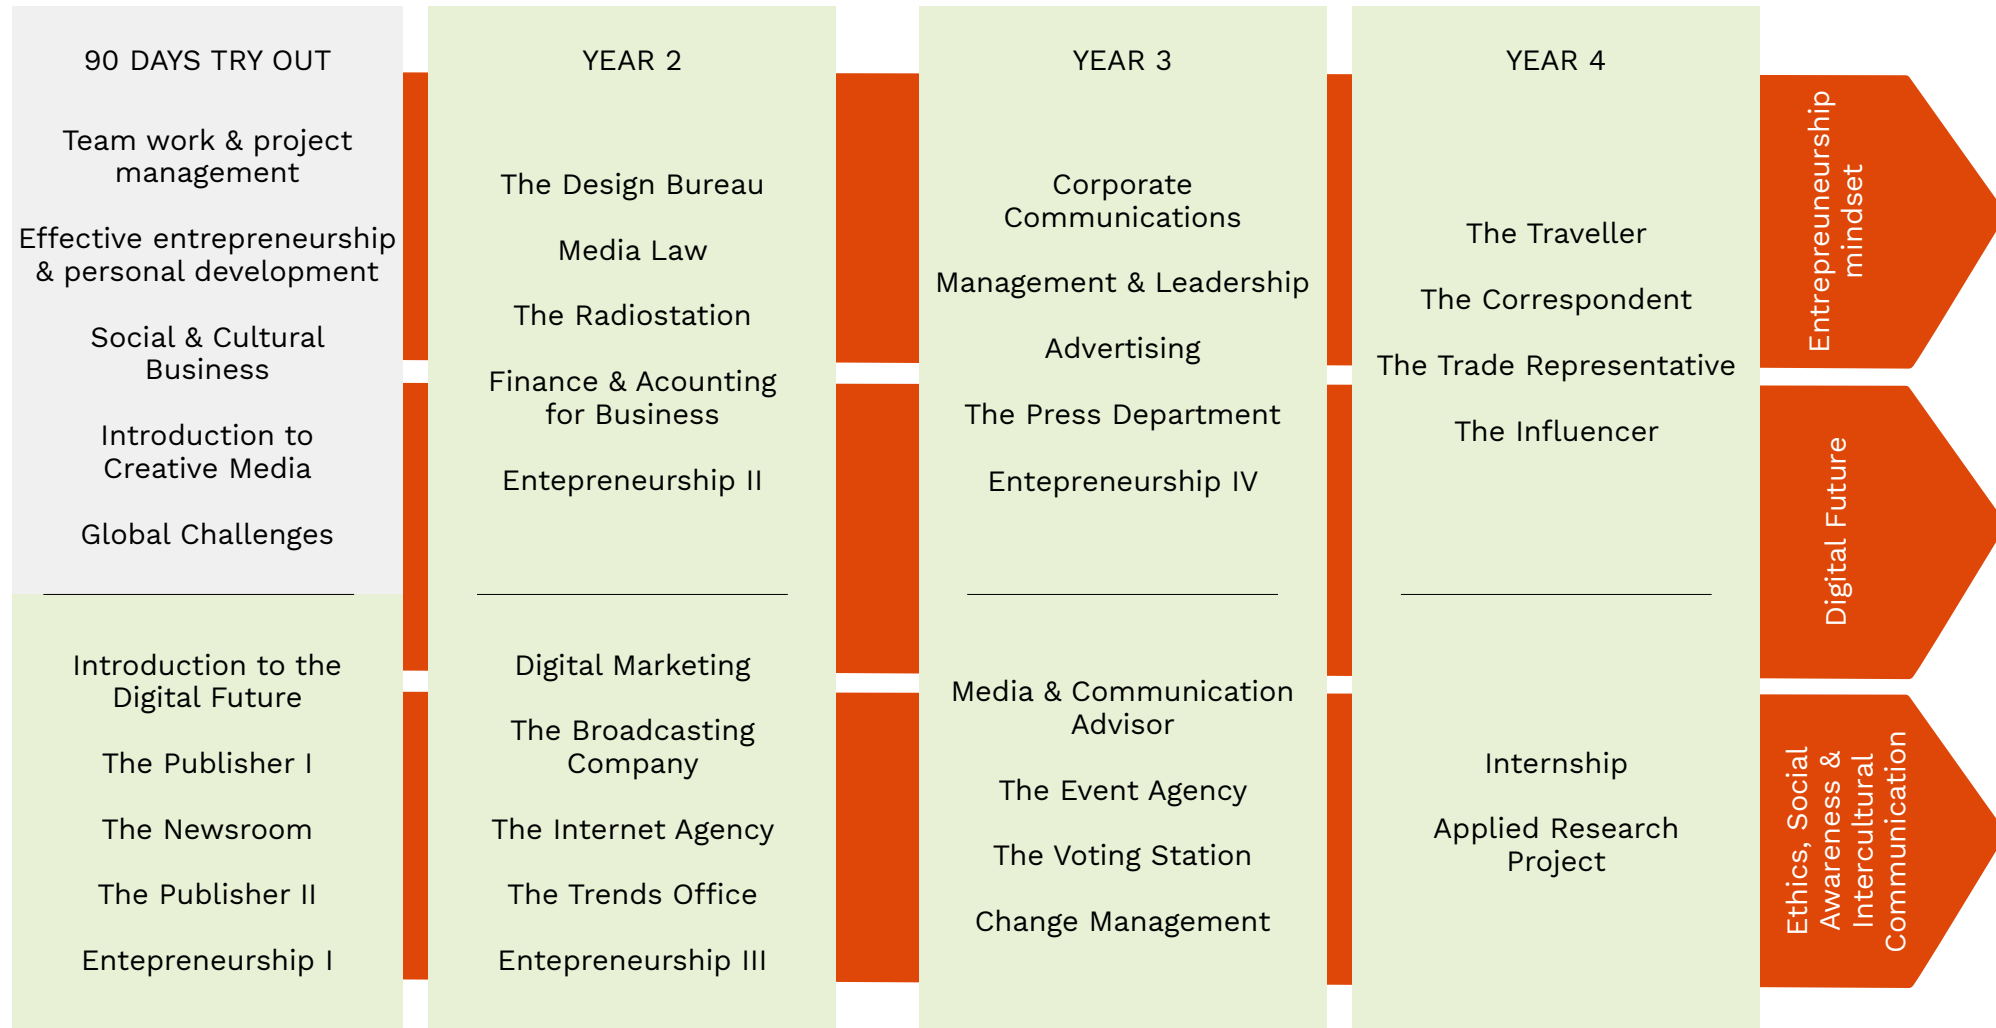 90 DAYS TRY OUT
Team work & project
management
Effective entrepreneurship
& personal development
Social & Cultural
Business
Introduction to
Creative Media
Global Challenges
Introduction to the
Digital Future
The Publisher I
The Newsroom
The Publisher II
Entepreneurship I
YEAR 2
The Design Bureau
Media Law
The Radiostation
Finance & Acounting
for Business
Entepreneurship II
Digital Marketing
The Broadcasting
Company
The Internet Agency
The Trends Office
Entepreneurship III
YEAR 3
Corporate
Communications
Management & Leadership
Advertising
The Press Department
Entepreneurship IV
Media & Communication
Advisor
The Event Agency
The Voting Station
Change Management
YEAR 4
The Traveller
The Correspondent
The Trade Representative
The Influencer
Internship
Applied Research
Project
Entrepreuneurship
mindset
Digital Future
Ethics, Social
Awareness &
Intercultural
Communication